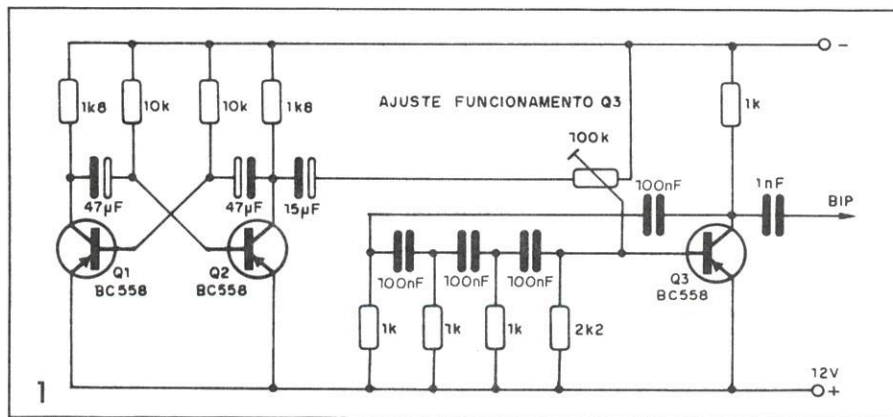 -
1k8
10k
10k
1k8
AJUSTE FUNCIONAMENTO Q3
1k
100k
100nF
1nF
47µF
47µF
15µF
BIP
Q1
BC558
Q2
BC558
100nF
100nF
100nF
Q3
BC558
1k
1k
1k
2k2
12V
+
1